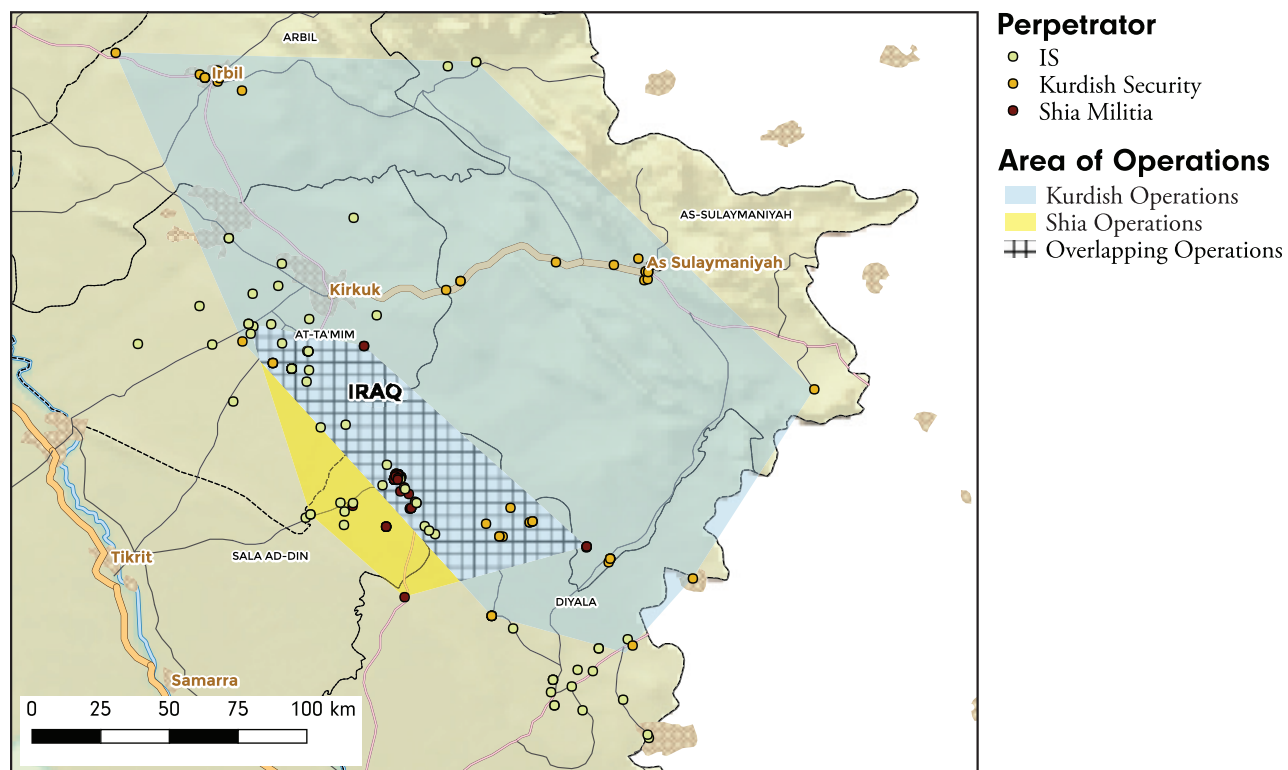 Perpetrator
IS
Kurdish Security
Shia Militia
Area of Operations
Kurdish Operations
Shia Operations
Overlapping Operations
ARBIL
Irbil
AS-SULAYMANIYAH
As Sulaymaniyah
Kirkuk
AT-TA'MIM
IRAQ
Tikrit
SALA AD-DIN
DIYALA
Samarra
0 25 50 75 100 km